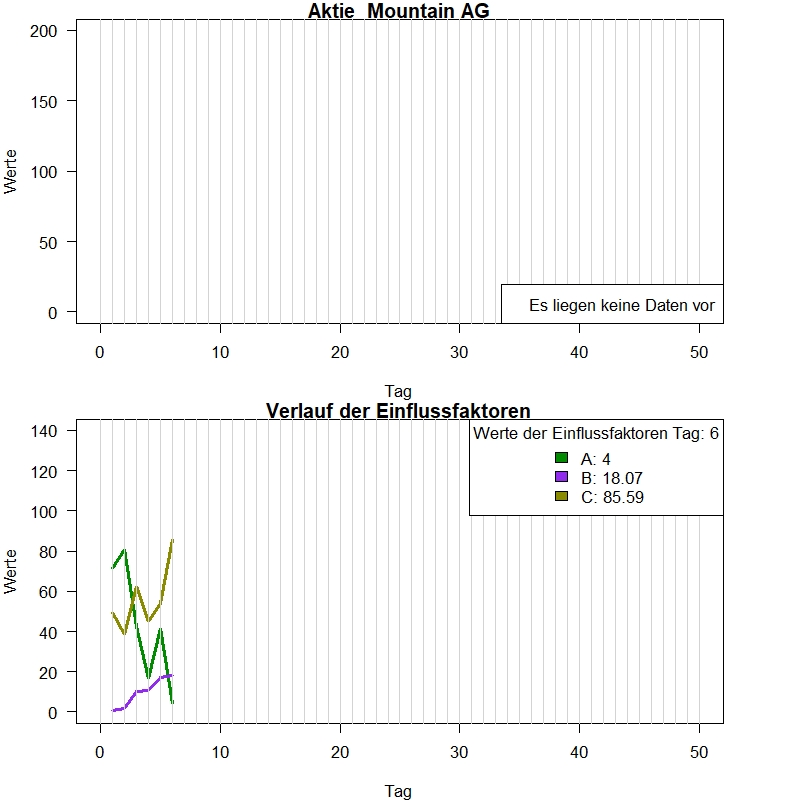 Aktie  Mountain AG
Werte
200
150
100
50
0
Es liegen keine Daten vor
0 10 20 30 40 50
Tag
Verlauf der Einflussfaktoren
Werte
140
120
100
80
60
40
20
0
Werte der Einflussfaktoren Tag: 6
A: 4
B: 18.07
C: 85.59
0 10 20 30 40 50
Tag